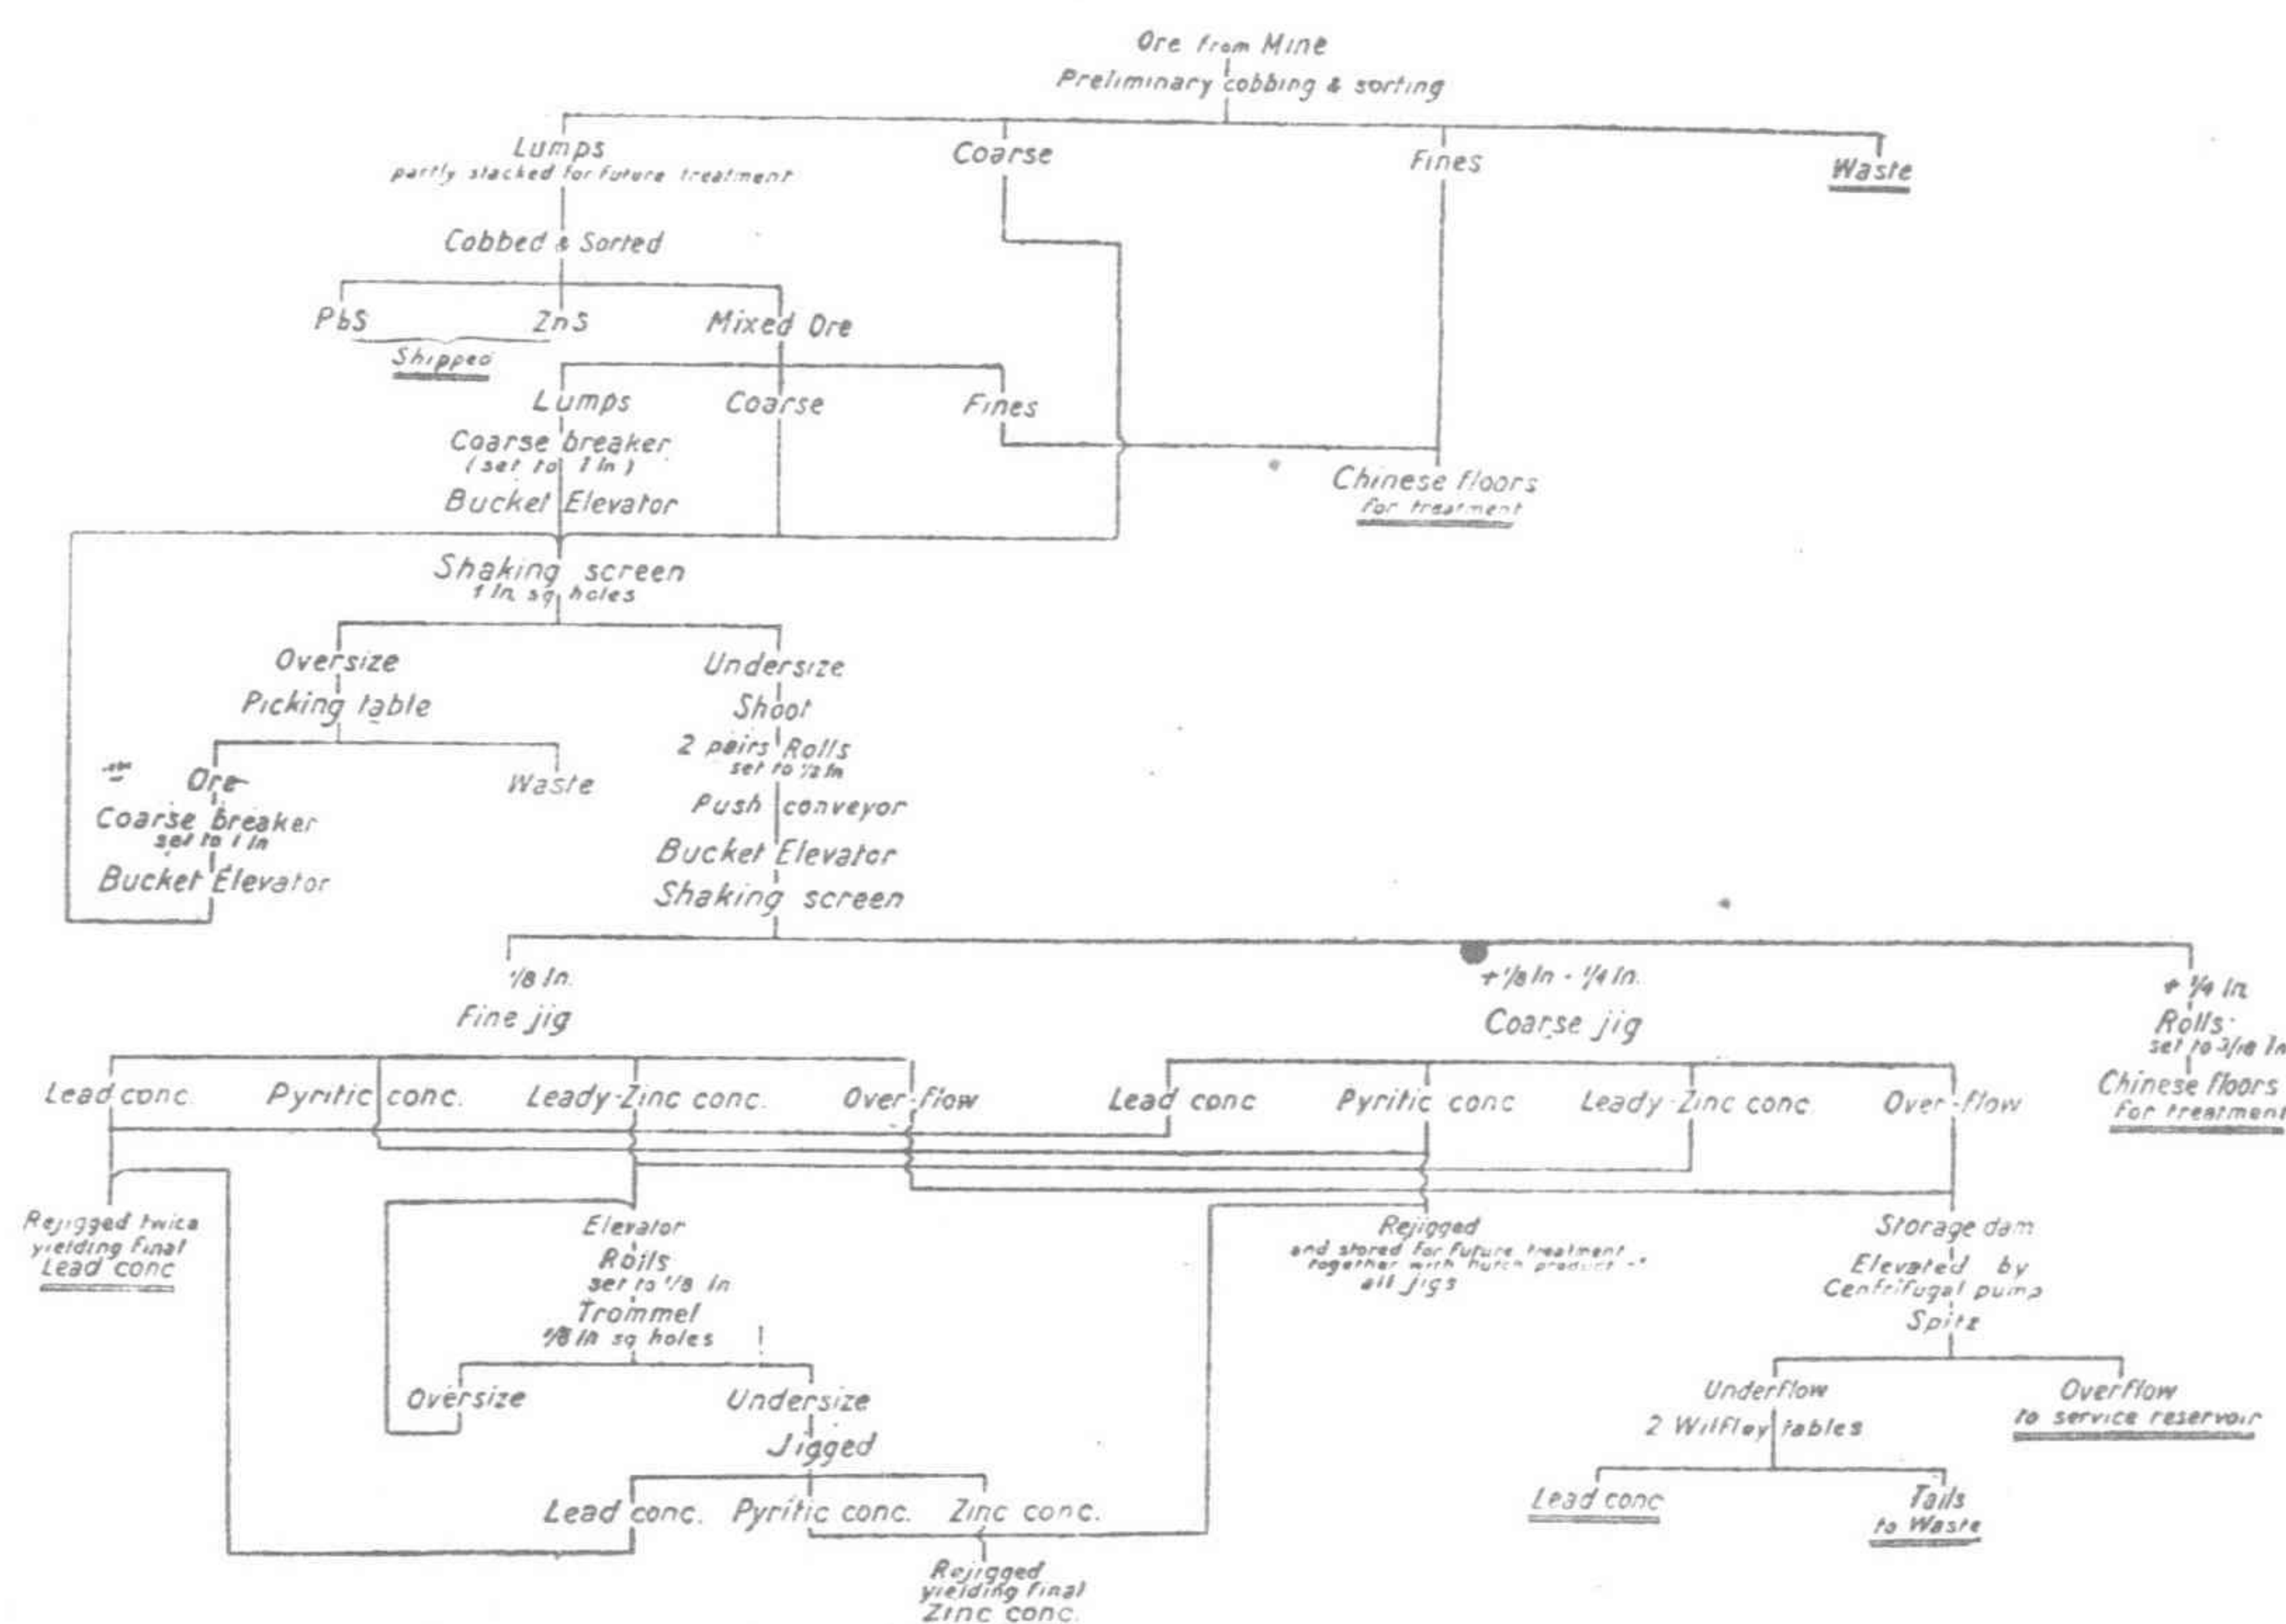 Ore from Mine
Preliminary cobbing & sorting
Lumps
partly stacked for future treatment
Coarse
Fines
Waste
Cobbed & Sorted
PbS
ZnS
Mixed Ore
Shipped
Lumps
Coarse
Fines
Coarse breaker
(set to 1 In)
Bucket Elevator
Chinese floors
for treatment
Shaking screen
1 In sq holes
Oversize
Undersize
Picking table
Shoot
2 pairs Rolls
set to 1/2 In
Ore
Waste
Push conveyor
Coarse breaker
set to 1 In
Bucket Elevator
Bucket Elevator
Shaking screen
1/8 In.
+ 1/8 In - 1/4 In.
+ 1/4 In
Fine jig
Coarse jig
Rolls
set to 3/16 In
Chinese floors
for treatment
Lead conc.
Pyritic conc.
Leady-Zinc conc.
Over-flow
Lead conc
Pyritic conc
Leady-Zinc conc.
Over-flow
Rejigged twice
yielding final
Lead conc
Elevator
Rolls
set to 1/8 In
Trommel
1/8 In sq holes
Rejigged
and stored for future treatment
together with hutch product
all jigs
Storage dam
Elevated by
Centrifugal pump
Spitz
Oversize
Undersize
Underflow
Overflow
to service reservoir
2 Wilfley tables
Jigged
Lead conc.
Pyritic conc.
Zinc conc.
Lead conc
Tails
to Waste
Rejigged
yielding final
Zinc conc.